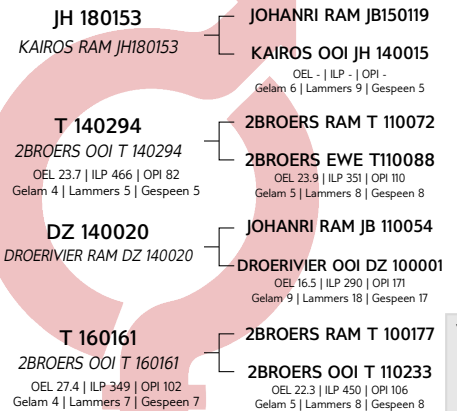 JH 180153
KAIROS RAM JH180153
JOHANRI RAM JB150119
KAIROS OOI JH 140015
OEL - | ILP - | OPI -
Gelam 6 | Lammers 9 | Gespeen 5
T 140294
2BROERS OOI T 140294
OEL 23.7 | ILP 466 | OPI 82
Gelam 4 | Lammers 5 | Gespeen 5
2BROERS RAM T 110072
2BROERS EWE T110088
OEL 23.9 | ILP 351 | OPI 110
Gelam 5 | Lammers 8 | Gespeen 8
DZ 140020
DROERIVIER RAM DZ 140020
JOHANRI RAM JB 110054
DROERIVIER OOI DZ 100001
OEL 16.5 | ILP 290 | OPI 171
Gelam 9 | Lammers 18 | Gespeen 17
T 160161
2BROERS OOI T 160161
OEL 27.4 | ILP 349 | OPI 102
Gelam 4 | Lammers 7 | Gespeen 7
2BROERS RAM T 100177
2BROERS OOI T 110233
OEL 22.3 | ILP 450 | OPI 106
Gelam 5 | Lammers 8 | Gespeen 8